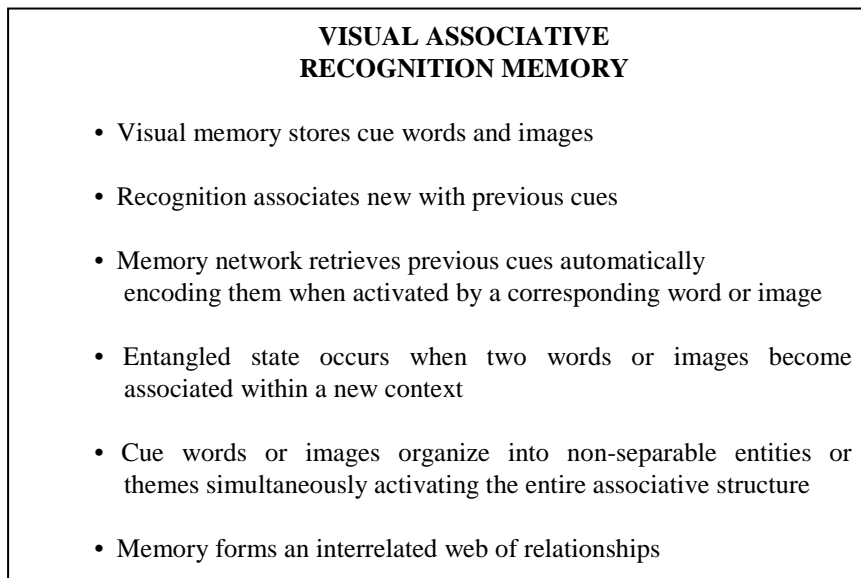 VISUAL ASSOCIATIVE
RECOGNITION MEMORY
• Visual memory stores cue words and images
• Recognition associates new with previous cues
• Memory network retrieves previous cues automatically
encoding them when activated by a corresponding word or image
• Entangled state occurs when two words or images become
associated within a new context
• Cue words or images organize into non-separable entities or
themes simultaneously activating the entire associative structure
• Memory forms an interrelated web of relationships